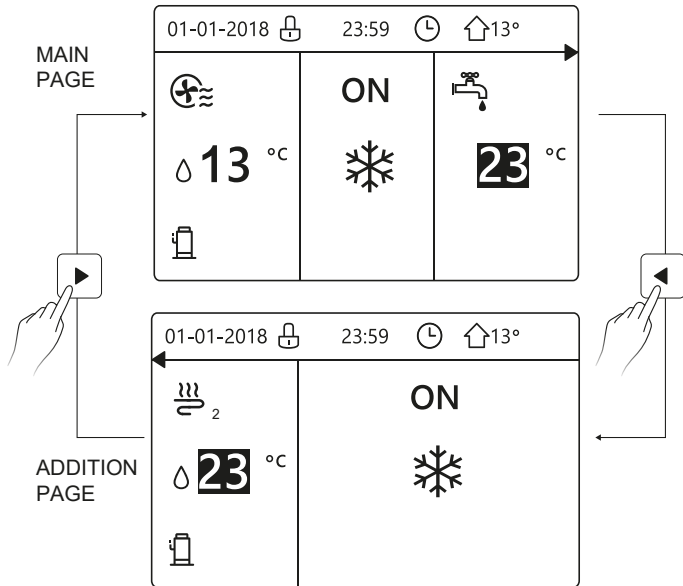 01-01-2018 23:59 13°
MAIN
PAGE
ON
13 °C 23 °C
01-01-2018 23:59 13°
2 ON
23 °C
ADDITION
PAGE